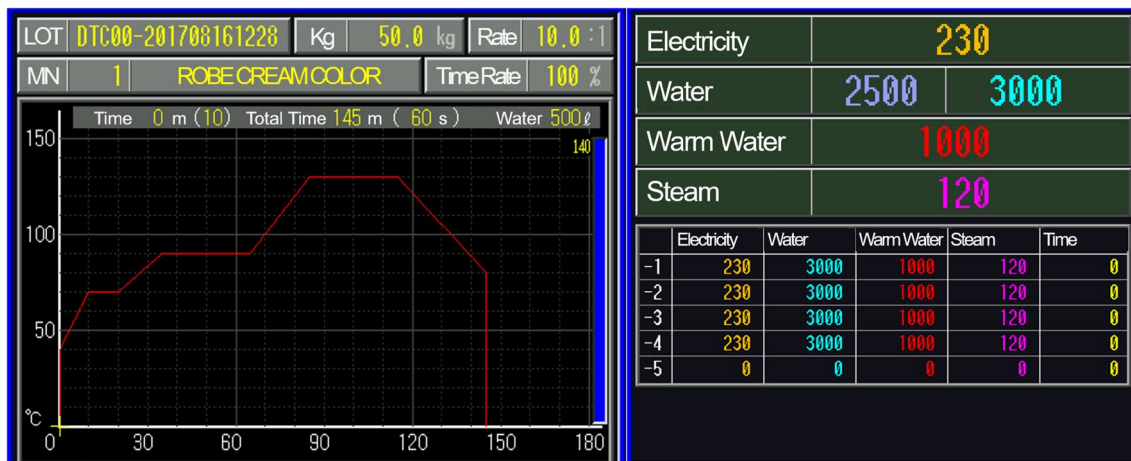 LOT DTC00-201708161228 Kg 50.0 kg Rate 10.0 :1
MN 1 ROBE CREAM COLOR Time Rate 100 %
Time 0 m (10) Total Time 145 m ( 60 s ) Water 500ℓ
150
140
100
50
℃
0 30 60 90 120 150 180
Electricity 230
Water 2500 3000
Warm Water 1000
Steam 120
Electricity Water Warm Water Steam Time
-1 230 3000 1000 120 0
-2 230 3000 1000 120 0
-3 230 3000 1000 120 0
-4 230 3000 1000 120 0
-5 0 0 0 0 0